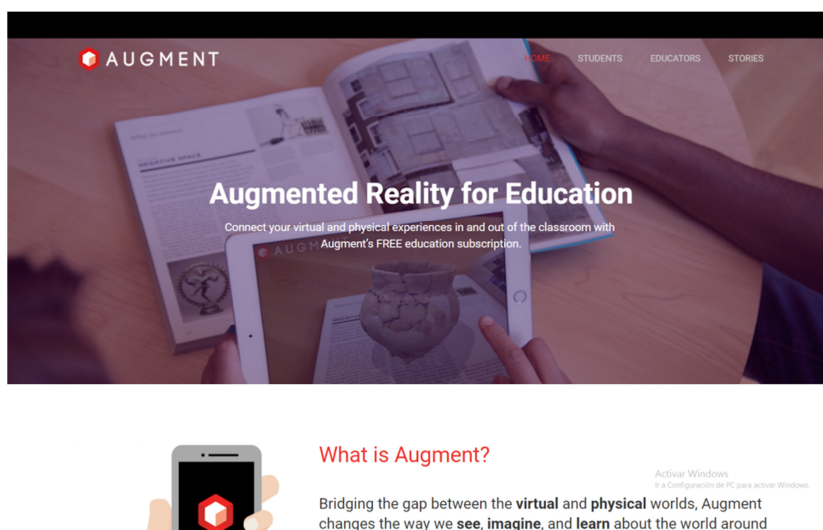 AUGMENT
HOME STUDENTS EDUCATORS STORIES
NEGATIVE SPACE
Augmented Reality for Education
Connect your virtual and physical experiences in and out of the classroom with
Augment's FREE education subscription.
AUGM
What is Augment?
Activar Windows
Ir a Configuración de PC para activar Windows.
Bridging the gap between the virtual and physical worlds, Augment
changes the way we see, imagine, and learn about the world around